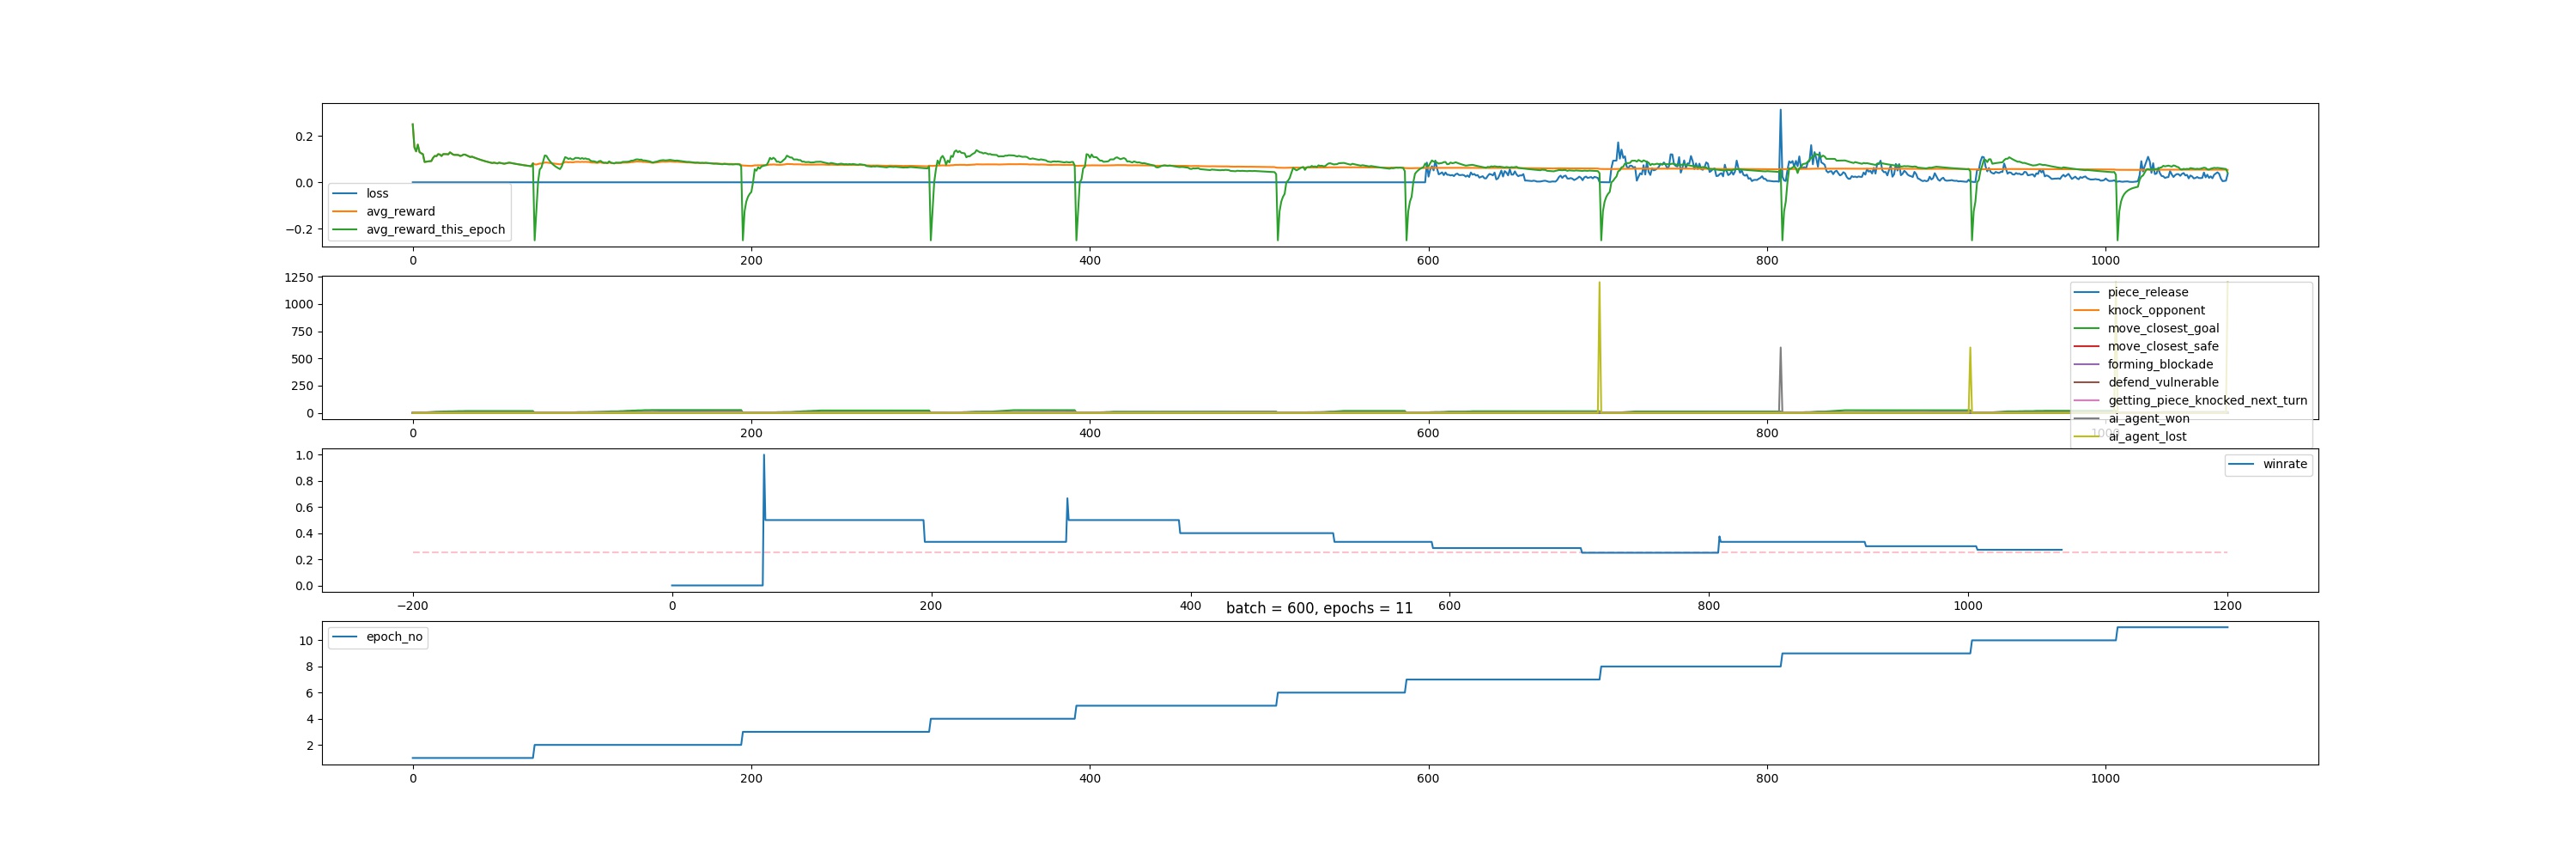 0.2
0.0
−0.2
loss
avg_reward
avg_reward_this_epoch
0 200 400 600 800 1000
1250
1000
750
500
250
0
piece_release
knock_opponent
move_closest_goal
move_closest_safe
forming_blockade
defend_vulnerable
getting_piece_knocked_next_turn
ai_agent_won
ai_agent_lost
0 200 400 600 800 1000
1.0
0.8
0.6
0.4
0.2
0.0
winrate
−200 0 200 400 600 800 1000 1200
batch = 600, epochs = 11
10
8
6
4
2
epoch_no
0 200 400 600 800 1000